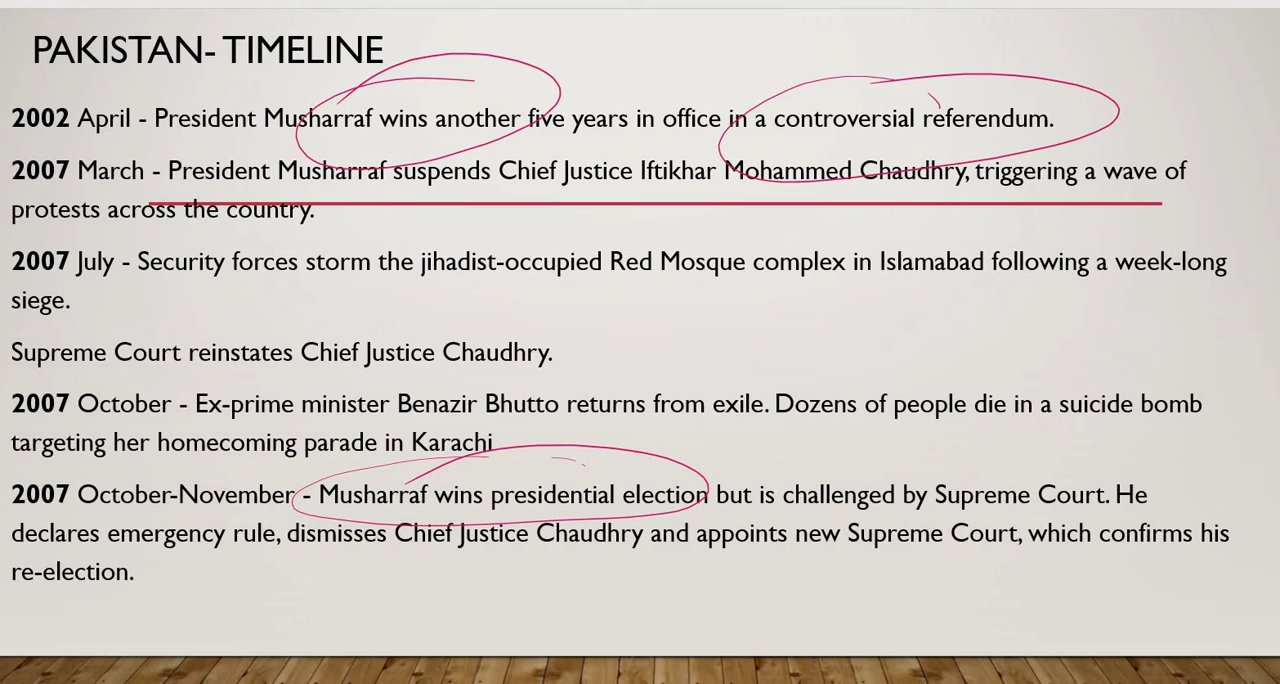 PAKISTAN- TIMELINE
2002 April - President Musharraf wins another five years in office in a controversial referendum.
2007 March - President Musharraf suspends Chief Justice Iftikhar Mohammed Chaudhry, triggering a wave of
protests across the country.
2007 July - Security forces storm the jihadist-occupied Red Mosque complex in Islamabad following a week-long
siege.
Supreme Court reinstates Chief Justice Chaudhry.
2007 October - Ex-prime minister Benazir Bhutto returns from exile. Dozens of people die in a suicide bomb
targeting her homecoming parade in Karachi
2007 October-November - Musharraf wins presidential election but is challenged by Supreme Court. He
declares emergency rule, dismisses Chief Justice Chaudhry and appoints new Supreme Court, which confirms his
re-election.